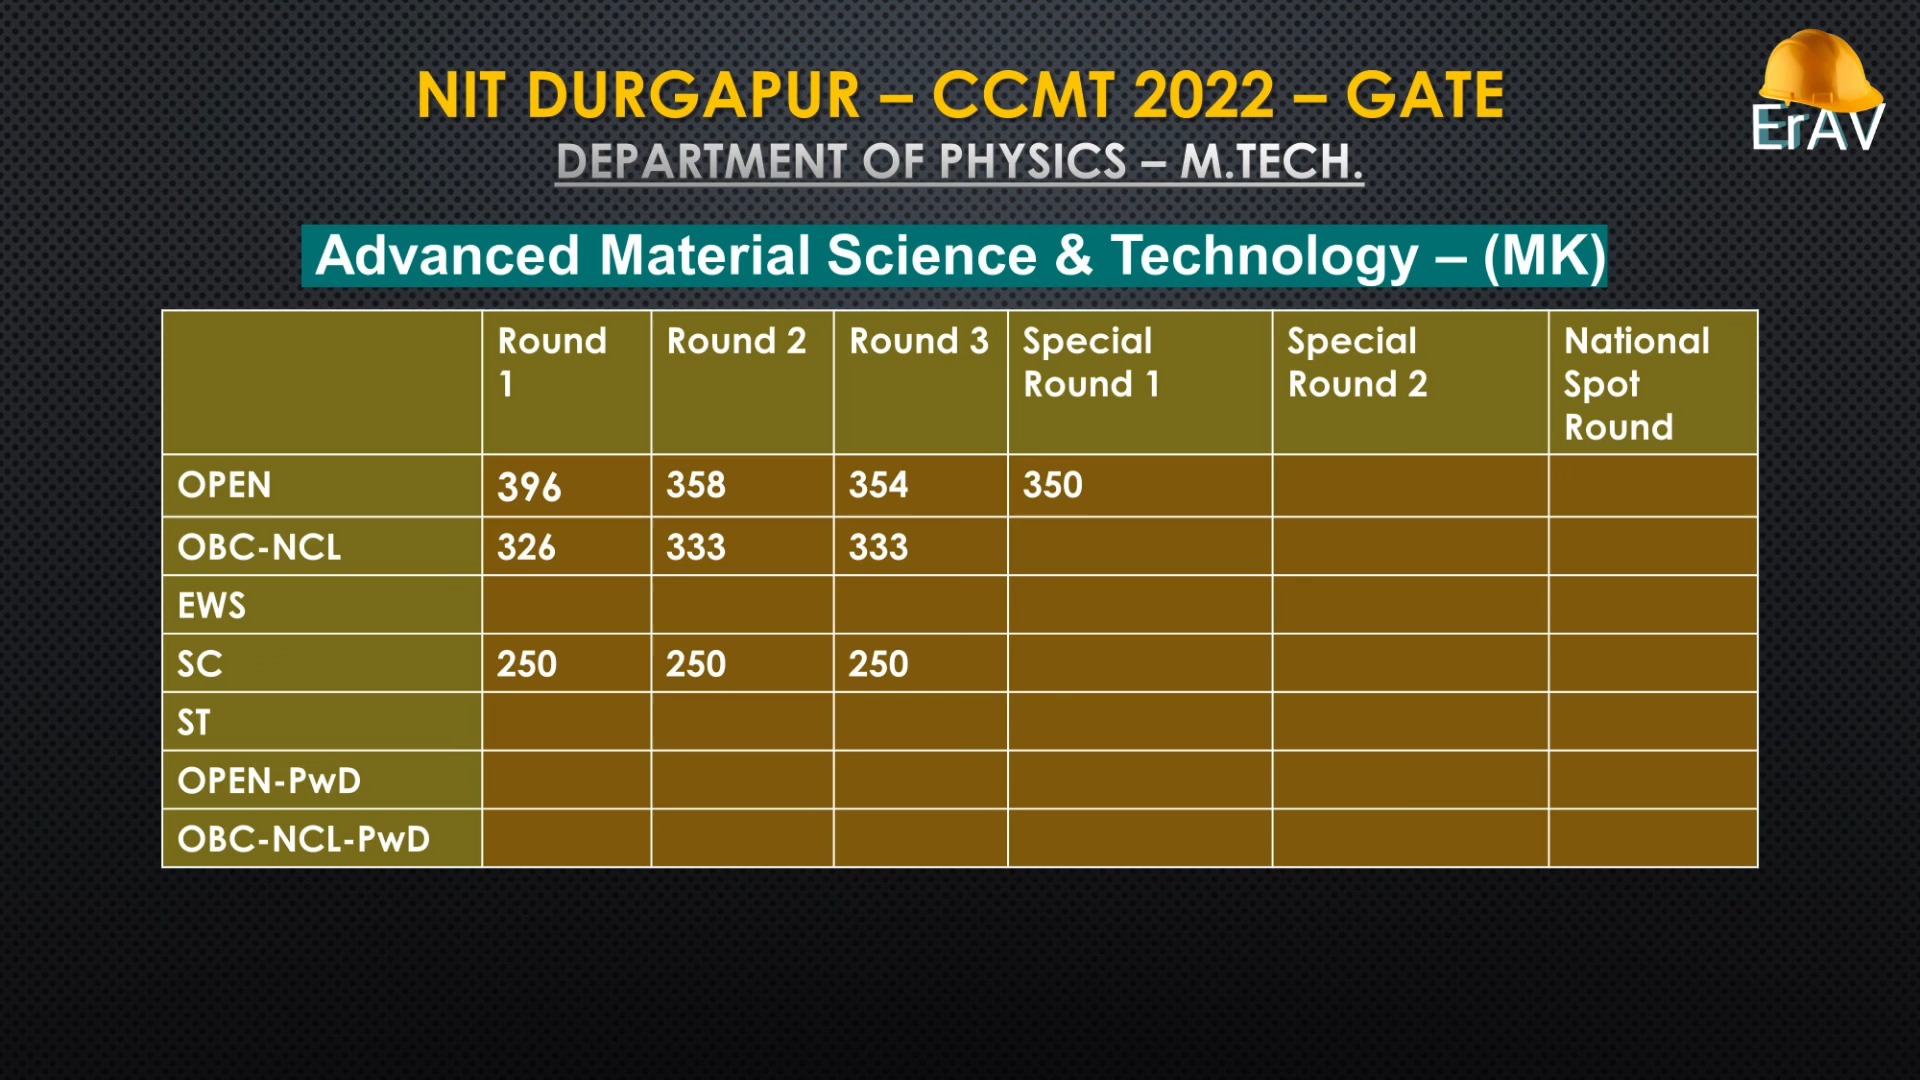 NIT DURGAPUR – CCMT 2022 – GATE
DEPARTMENT OF PHYSICS – M.TECH.
ErAV
Advanced Material Science & Technology – (MK)
Round 1 Round 2 Round 3 Special Round 1 Special Round 2 National Spot Round
OPEN 396 358 354 350
OBC-NCL 326 333 333
EWS
SC 250 250 250
ST
OPEN-PwD
OBC-NCL-PwD